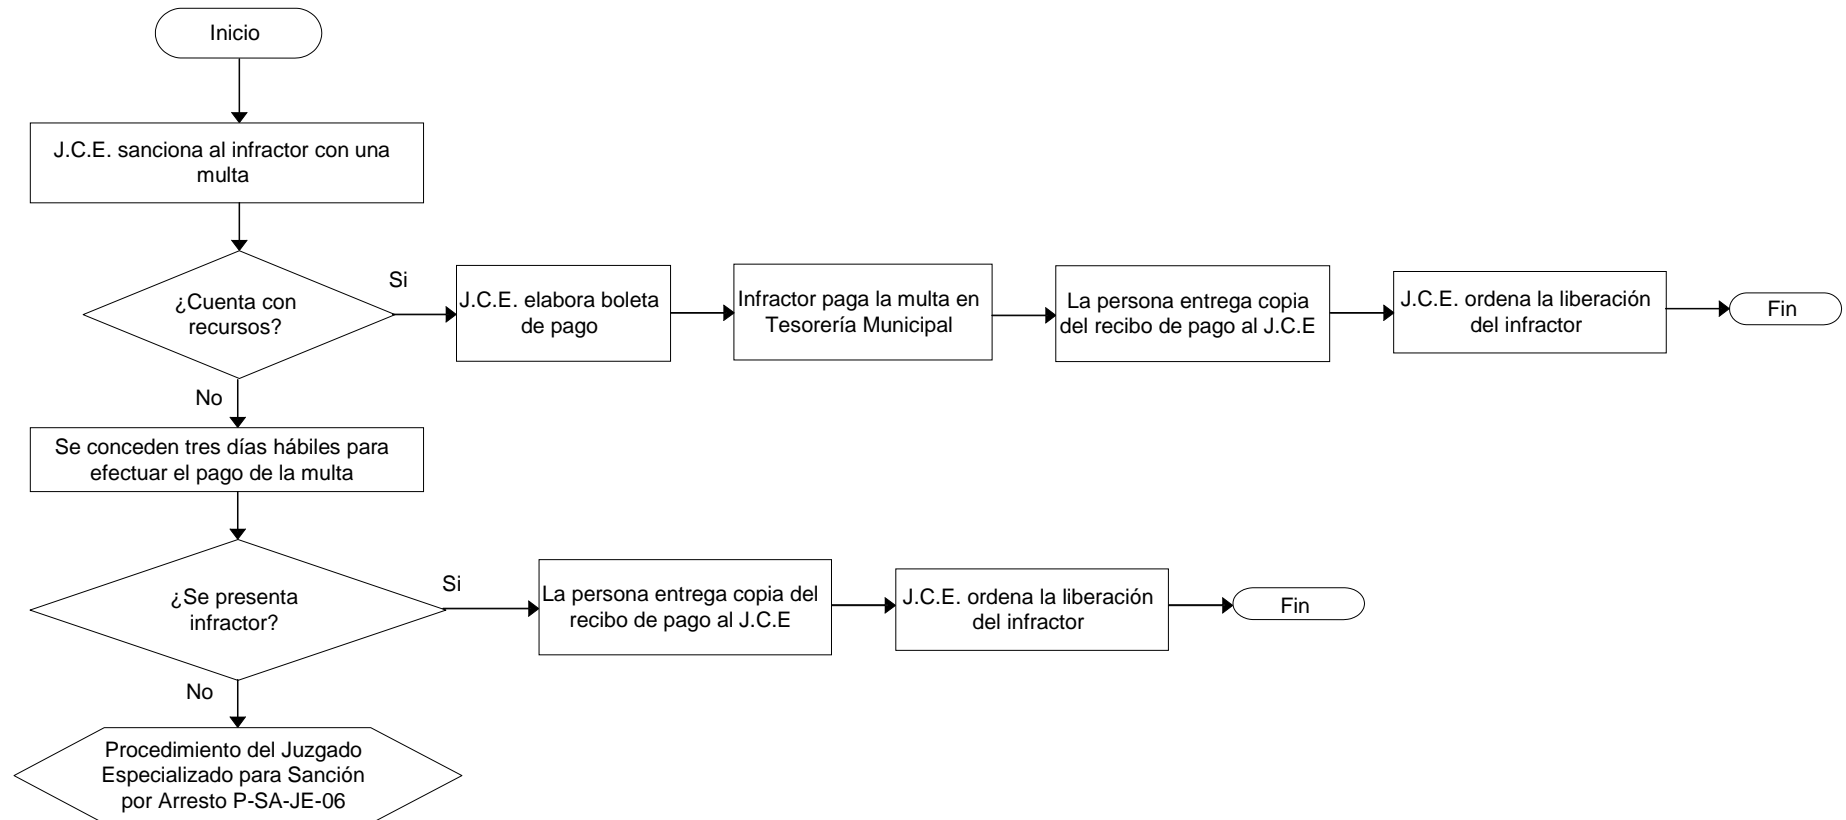 Inicio
J.C.E. sanciona al infractor con una
multa
¿Cuenta con
recursos?
Si
J.C.E. elabora boleta
de pago
Infractor paga la multa en
Tesorería Municipal
La persona entrega copia
del recibo de pago al J.C.E
J.C.E. ordena la liberación
del infractor
Fin
No
Se conceden tres días hábiles para
efectuar el pago de la multa
¿Se presenta
infractor?
Si
La persona entrega copia del
recibo de pago al J.C.E
J.C.E. ordena la liberación
del infractor
Fin
No
Procedimiento del Juzgado
Especializado para Sanción
por Arresto P-SA-JE-06